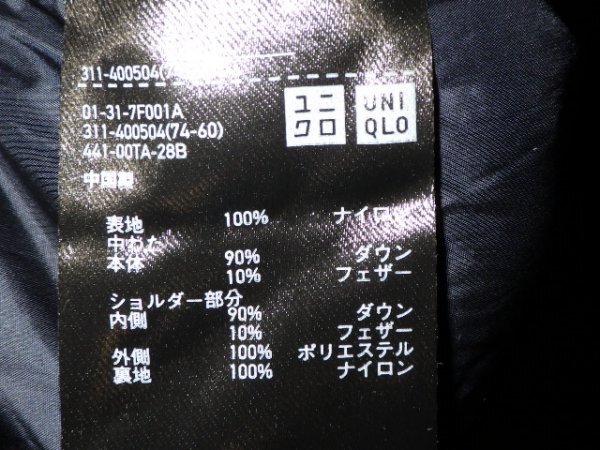 311-400504(74
01-31-7F001A
311-400504(74-60)
441-00TA-28B
ユニクロ
UNIQLO
中国製
表地 100% ナイロン
中わた
本体 90% ダウン
10% フェザー
ショルダー部分
内側 90% ダウン
10% フェザー
外側 100% ポリエステル
裏地 100% ナイロン